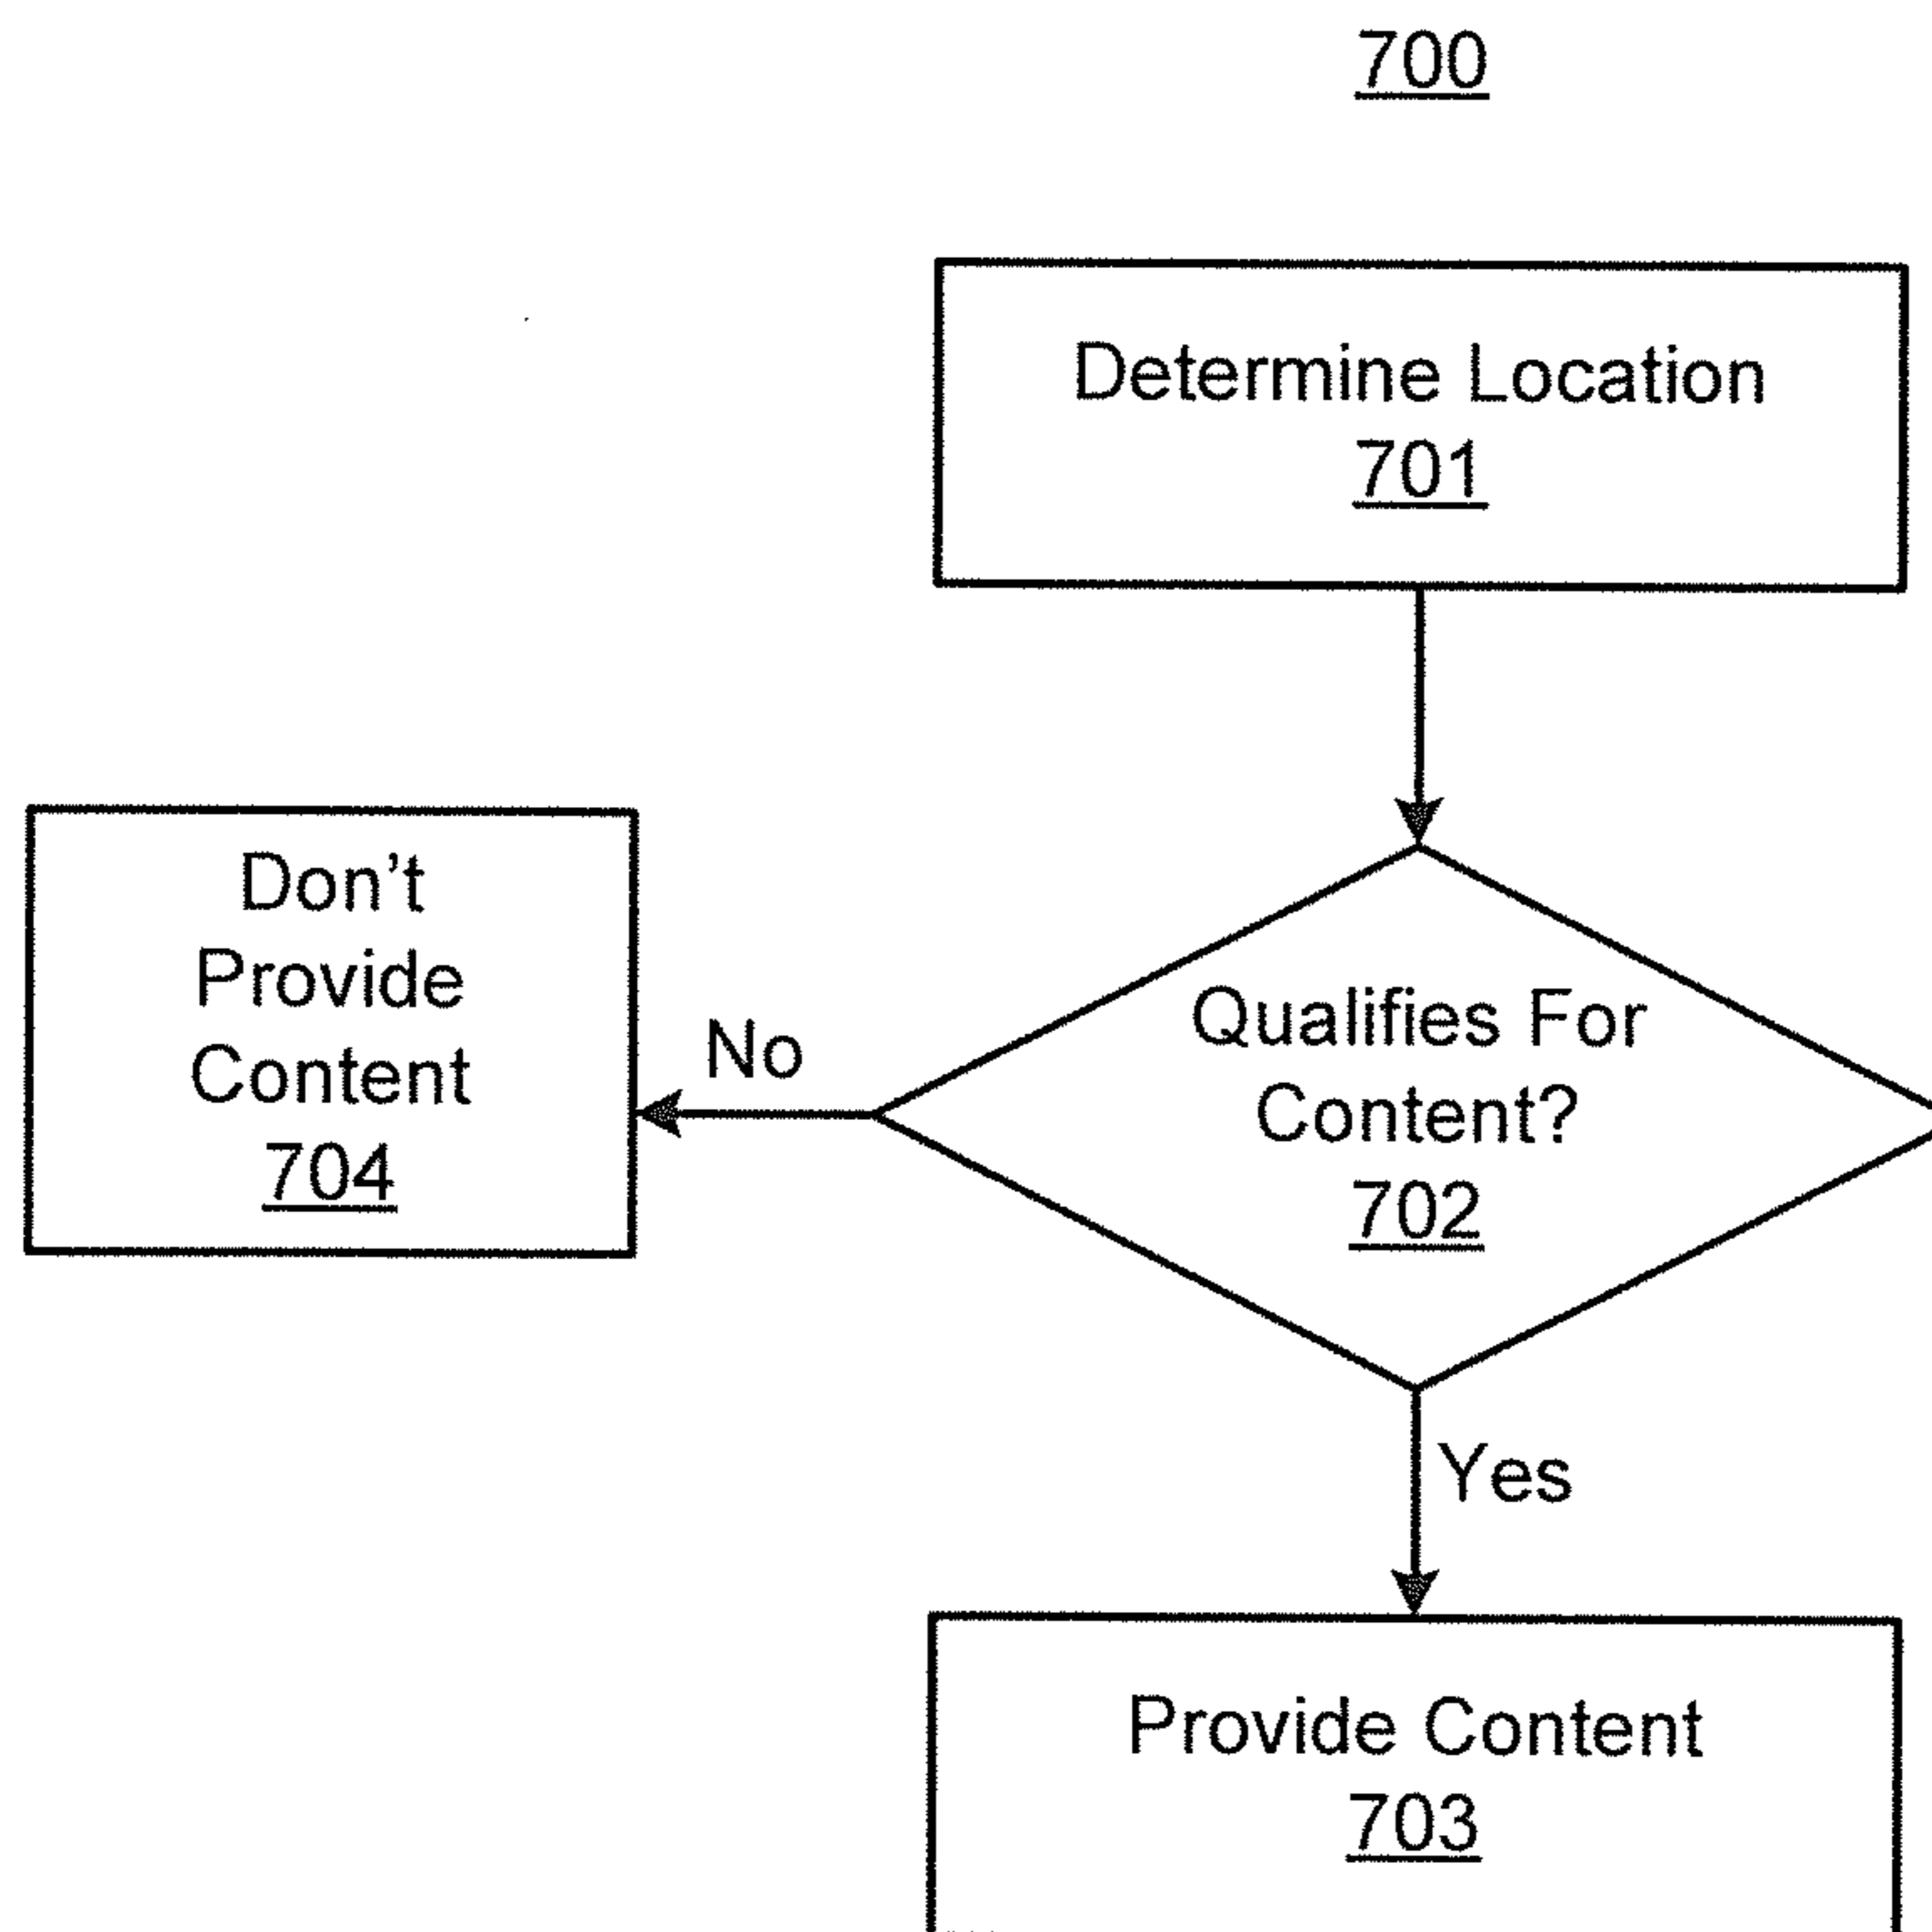 700
Determine Location
701
Don't
Provide
Content
704
No
Qualifies For
Content?
702
Yes
Provide Content
703